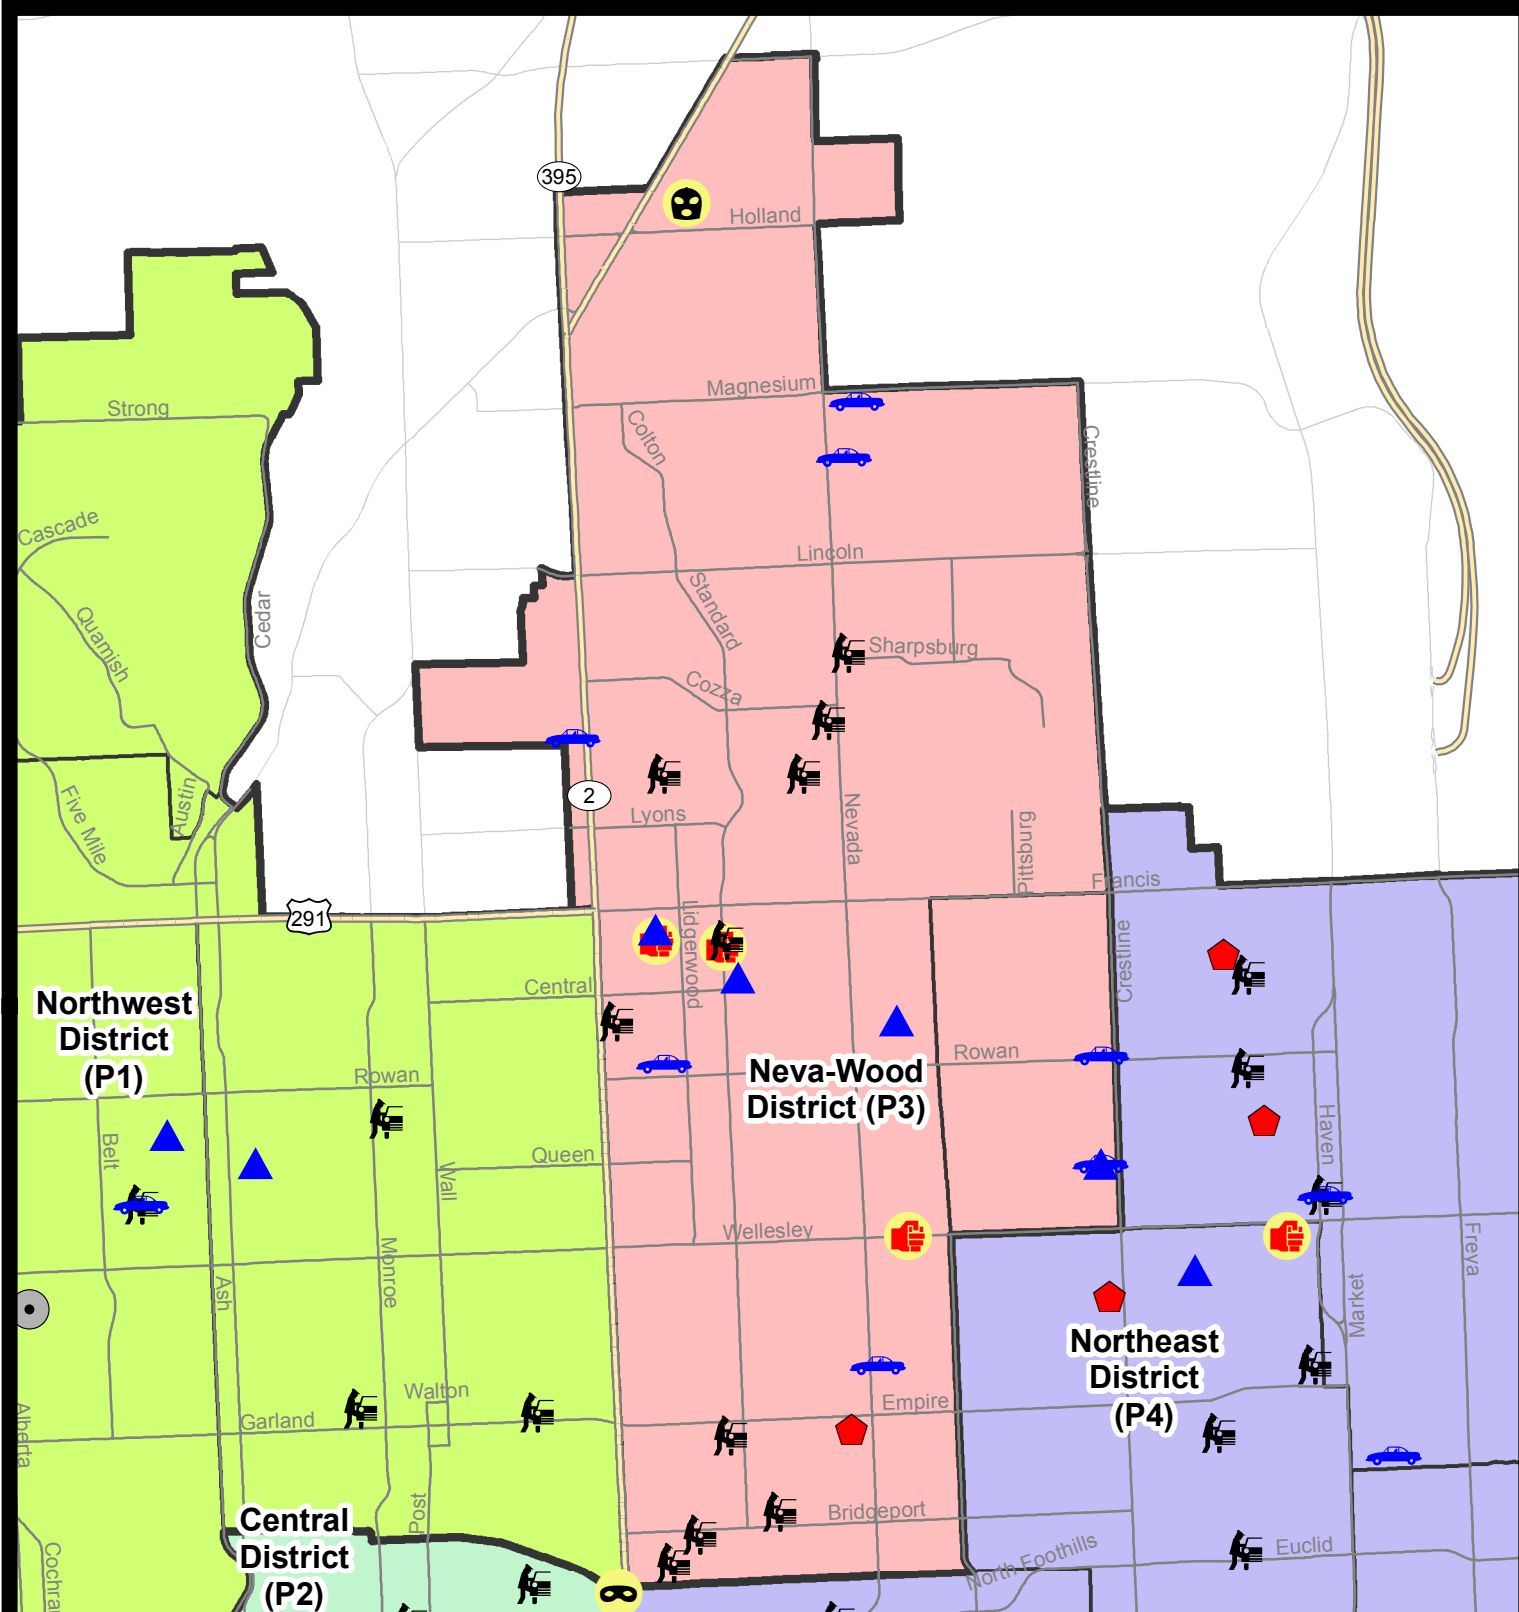 395
Holland
Magnesium
Strong
Colton
Crestline
Cascade
Lincoln
Standard
Cedar
Quamish
Sharpsburg
Cozza
2
Five Mile
Austin
Lyons
Nevada
Pittsburg
Francis
291
Lidgerwood
Crestline
Central
Northwest
District
(P1)
Rowan
Neva-Wood
District (P3)
Rowan
Belt
Wall
Queen
Haven
Wellesley
Monroe
Ash
Freya
Market
Northeast
District
(P4)
Walton
Garland
Empire
Alberta
Post
Bridgeport
Central
District
(P2)
North Foothills
Euclid
Cochra